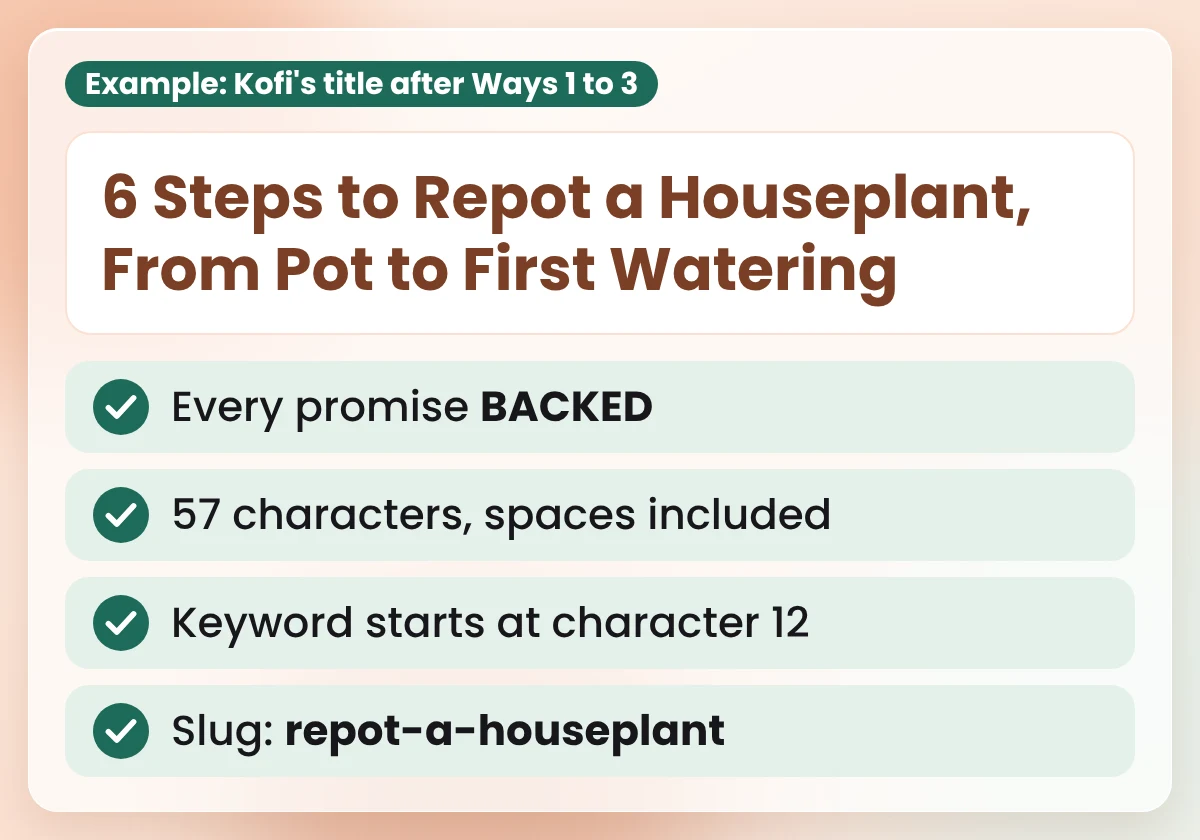 Example: Kofi's title after Ways 1 to 3
6 Steps to Repot a Houseplant,
From Pot to First Watering
Every promise BACKED
57 characters, spaces included
Keyword starts at character 12
Slug: repot-a-houseplant